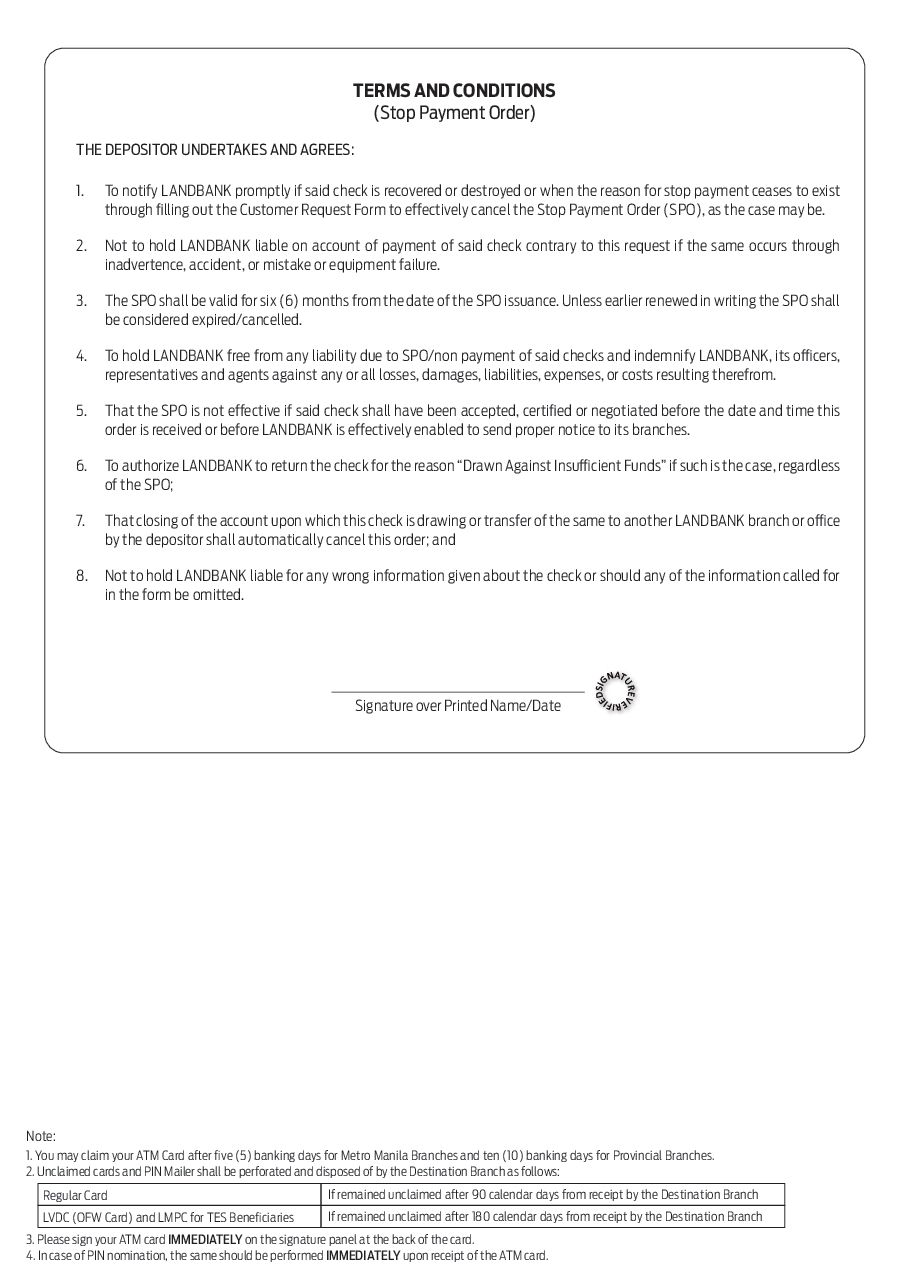 TERMS AND CONDITIONS
(Stop Payment Order)
THE DEPOSITOR UNDERTAKES AND AGREES:
1. To notify LANDBANK promptly if said check is recovered or destroyed or when the reason for stop payment ceases to exist
through filling out the Customer Request Form to effectively cancel the Stop Payment Order (SPO), as the case may be.
2. Not to hold LANDBANK liable on account of payment of said check contrary to this request if the same occurs through
inadvertence, accident, or mistake or equipment failure.
3. The SPO shall be valid for six (6) months from the date of the SPO issuance. Unless earlier renewed in writing the SPO shall
be considered expired/cancelled.
4. To hold LANDBANK free from any liability due to SPO/non payment of said checks and indemnify LANDBANK, its officers,
representatives and agents against any or all losses, damages, liabilities, expenses, or costs resulting therefrom.
5. That the SPO is not effective if said check shall have been accepted, certified or negotiated before the date and time this
order is received or before LANDBANK is effectively enabled to send proper notice to its branches.
6. To authorize LANDBANK to return the check for the reason “Drawn Against Insufficient Funds” if such is the case, regardless
of the SPO;
7. That closing of the account upon which this check is drawing or transfer of the same to another LANDBANK branch or office
by the depositor shall automatically cancel this order; and
8. Not to hold LANDBANK liable for any wrong information given about the check or should any of the information called for
in the form be omitted.
SIGNATURE VERIFIED
Signature over Printed Name/Date
Note:
1. You may claim your ATM Card after five (5) banking days for Metro Manila Branches and ten (10) banking days for Provincial Branches.
2. Unclaimed cards and PIN Mailer shall be perforated and disposed of by the Destination Branch as follows:
Regular Card If remained unclaimed after 90 calendar days from receipt by the Destination Branch
LVDC (OFW Card) and LMPC for TES Beneficiaries If remained unclaimed after 180 calendar days from receipt by the Destination Branch
3. Please sign your ATM card IMMEDIATELY on the signature panel at the back of the card.
4. In case of PIN nomination, the same should be performed IMMEDIATELY upon receipt of the ATM card.